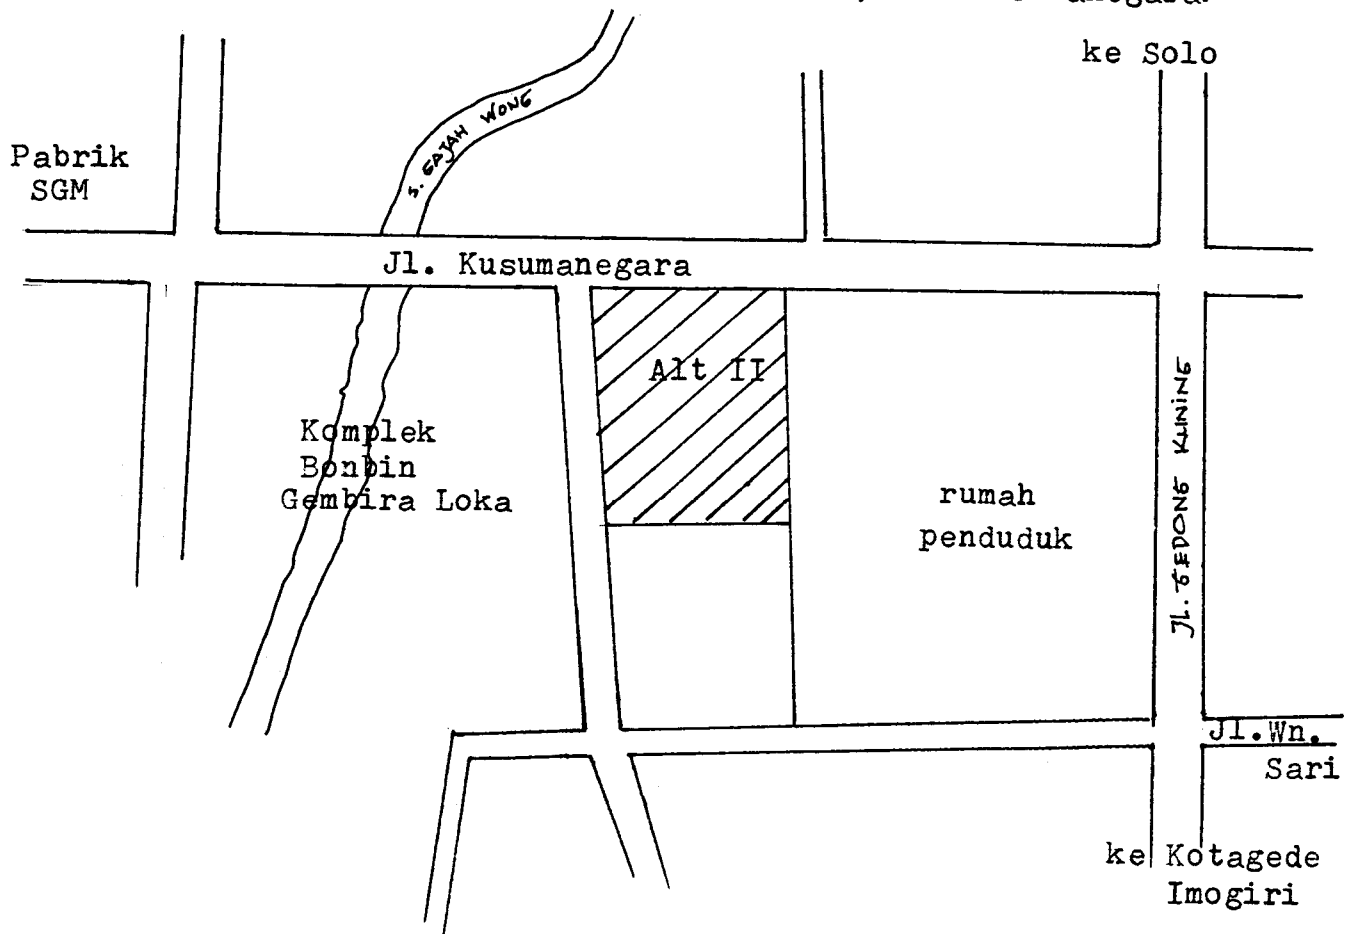 ke Solo
Pabrik
SGM
S. GAJAH WONG
Jl. Kusumanegara
Alt II
Komplek
Bonbin
Gembira Loka
rumah
penduduk
JL. GEDONG KUNING
Jl.Wn.
Sari
ke Kotagede
Imogiri